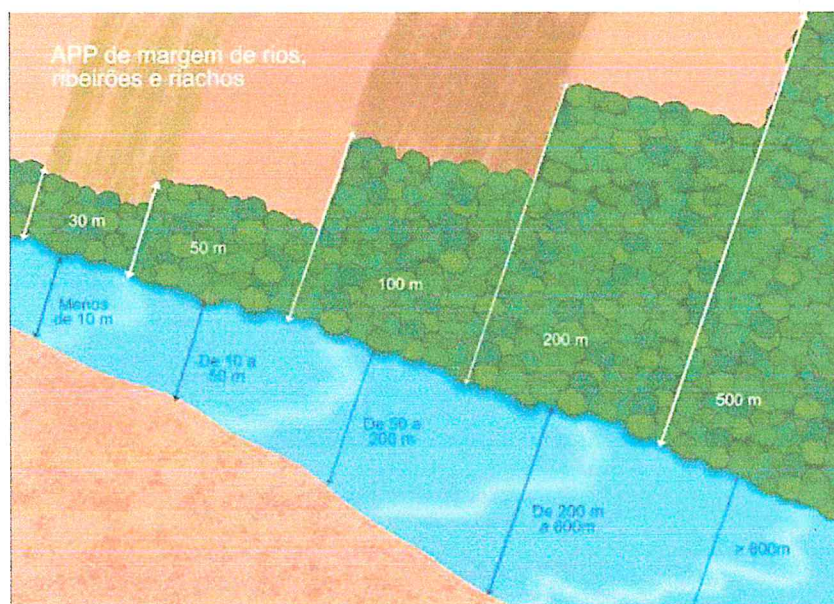 APP de margem de rios,
ribeirões e riachos
30 m
50 m
100 m
200 m
500 m
Menos
de 10 m
De 10 a
50 m
De 50 a
200 m
De 200 m
a 600m
> 600m